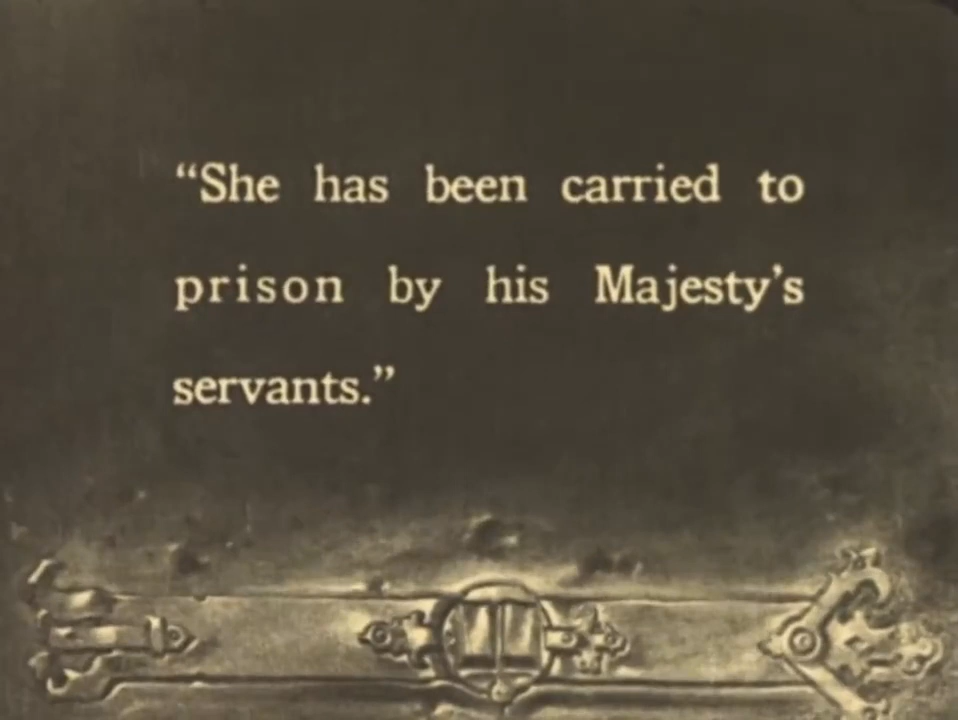 “She has been carried to
prison by his Majesty’s
servants.”